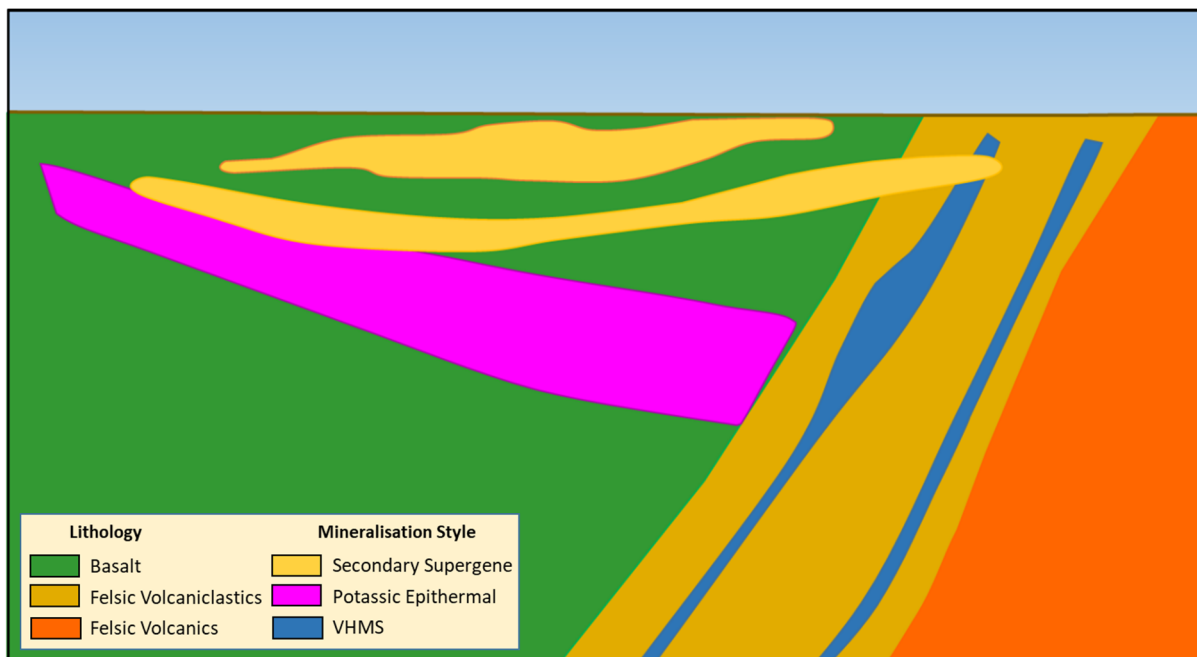 Lithology
Mineralisation Style
Basalt
Secondary Supergene
Felsic Volcaniclastics
Potassic Epithermal
Felsic Volcanics
VHMS